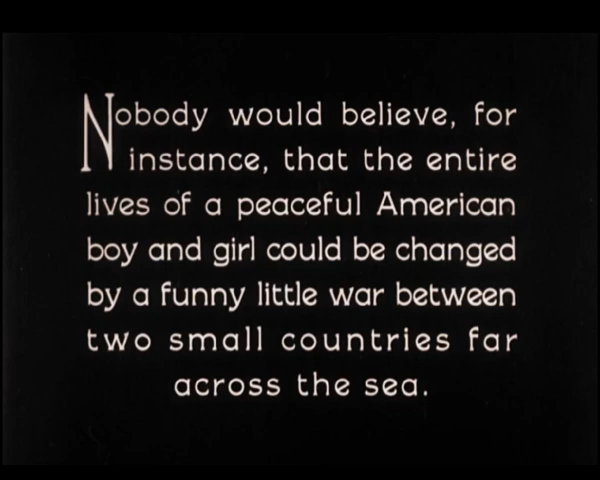 Nobody would believe, for
instance, that the entire
lives of a peaceful American
boy and girl could be changed
by a funny little war between
two small countries far
across the sea.